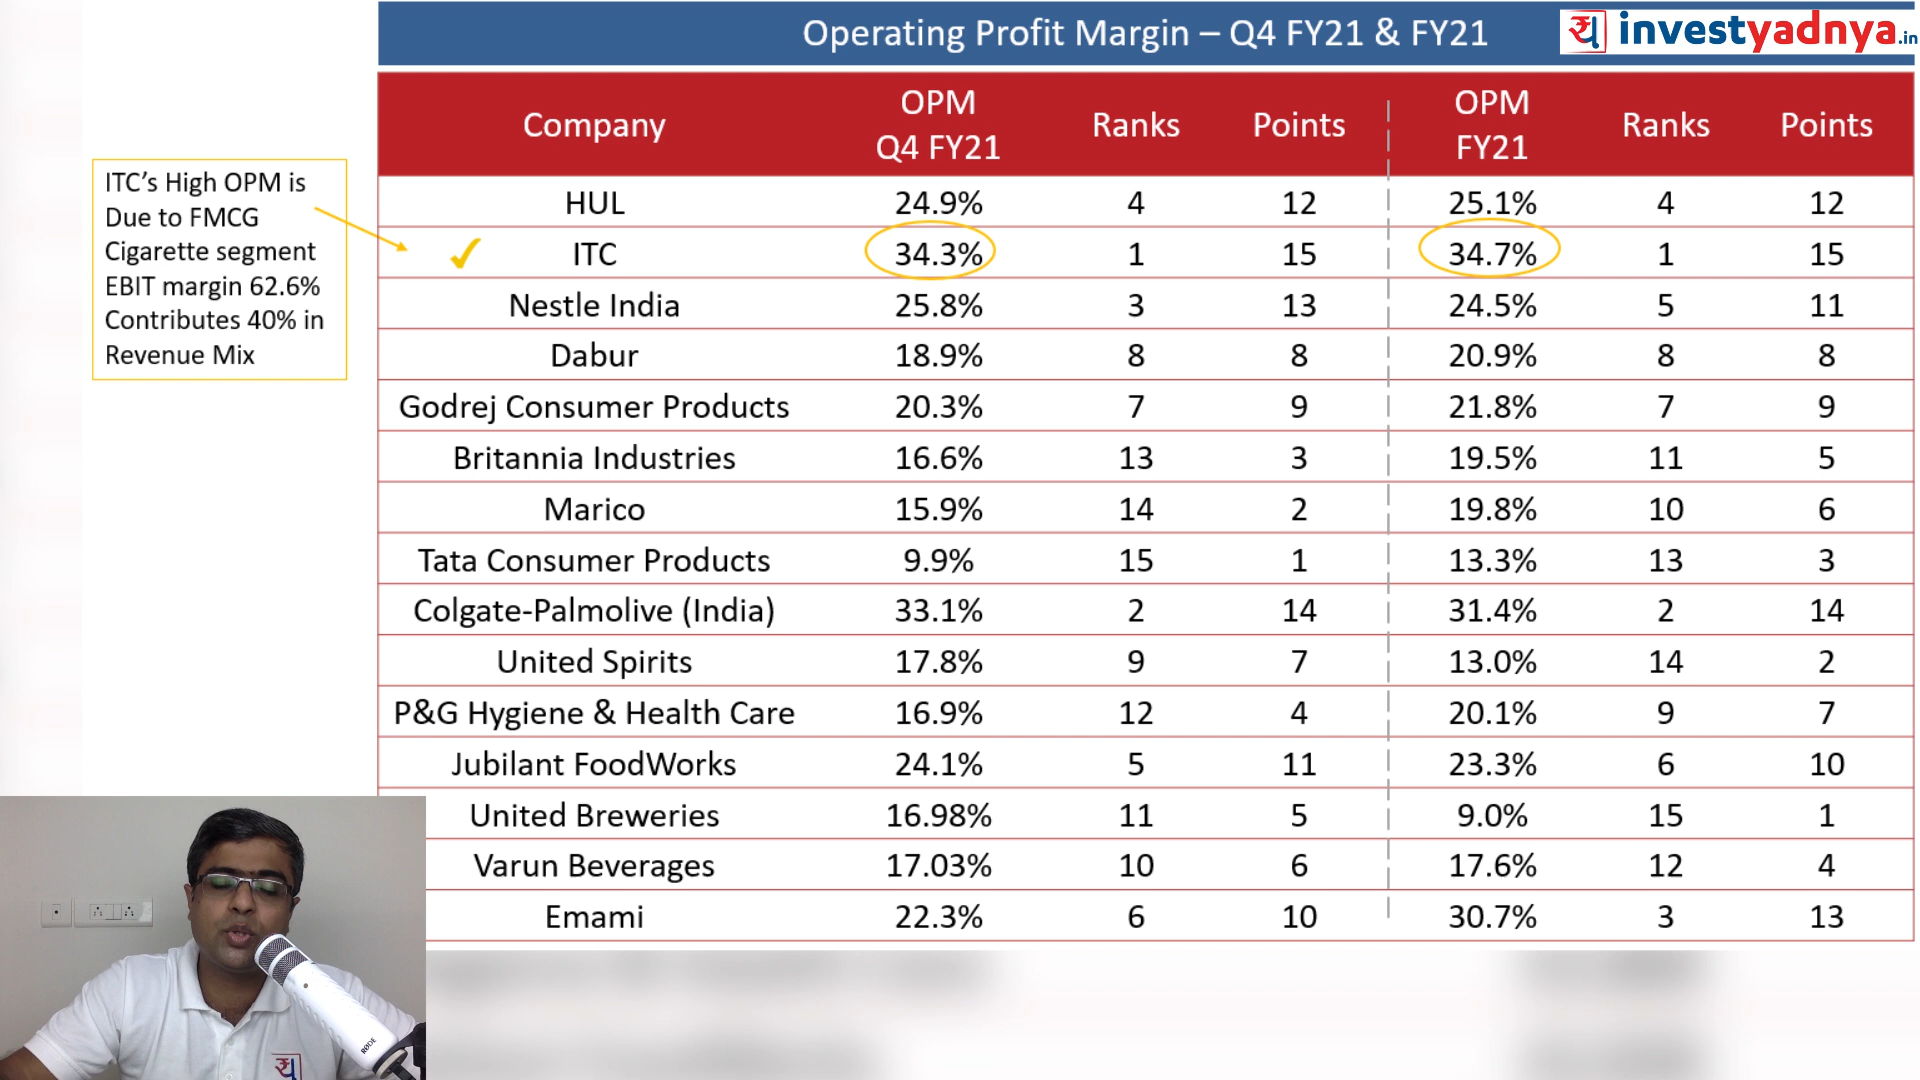 Operating Profit Margin – Q4 FY21 & FY21
investyadnya.in
Company OPM Q4 FY21 Ranks Points OPM FY21 Ranks Points
ITC's High OPM is
Due to FMCG
Cigarette segment
EBIT margin 62.6%
Contributes 40% in
Revenue Mix
HUL 24.9% 4 12 25.1% 4 12
ITC 34.3% 1 15 34.7% 1 15
Nestle India 25.8% 3 13 24.5% 5 11
Dabur 18.9% 8 8 20.9% 8 8
Godrej Consumer Products 20.3% 7 9 21.8% 7 9
Britannia Industries 16.6% 13 3 19.5% 11 5
Marico 15.9% 14 2 19.8% 10 6
Tata Consumer Products 9.9% 15 1 13.3% 13 3
Colgate-Palmolive (India) 33.1% 2 14 31.4% 2 14
United Spirits 17.8% 9 7 13.0% 14 2
P&G Hygiene & Health Care 16.9% 12 4 20.1% 9 7
Jubilant FoodWorks 24.1% 5 11 23.3% 6 10
United Breweries 16.98% 11 5 9.0% 15 1
Varun Beverages 17.03% 10 6 17.6% 12 4
Emami 22.3% 6 10 30.7% 3 13
RØDE